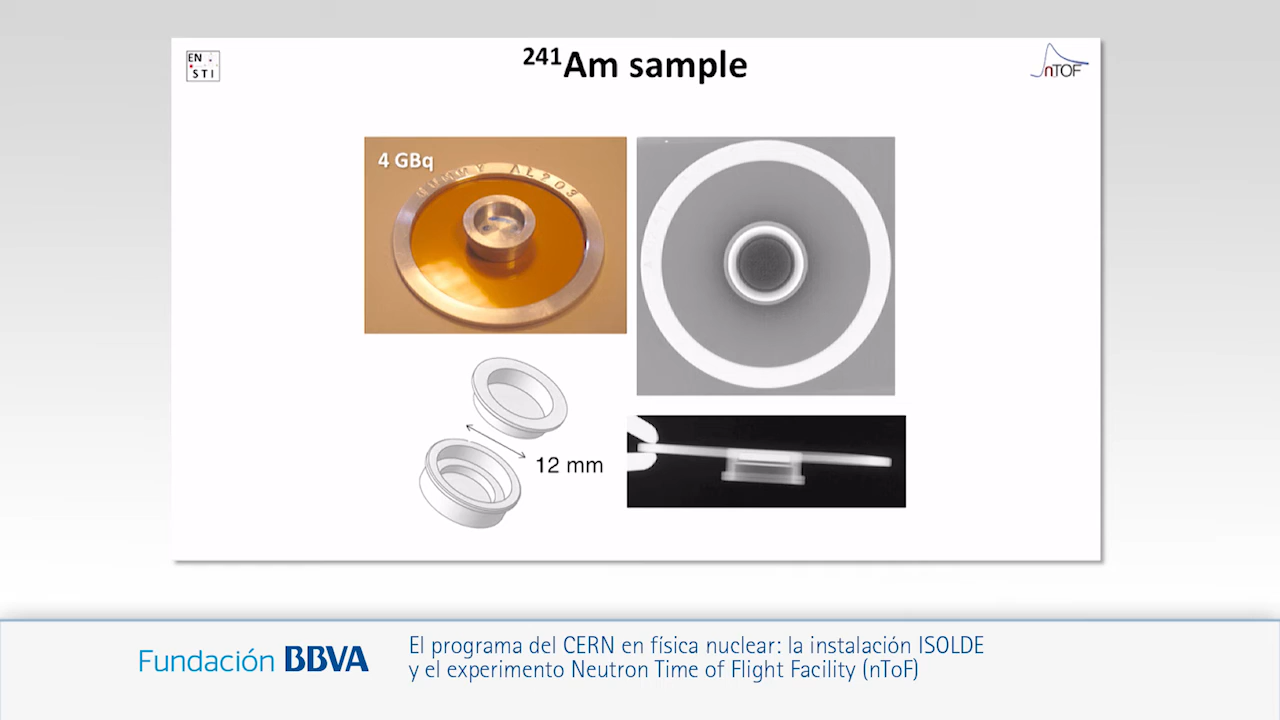 EN
STI
241Am sample
nTOF
4 GBq
12 mm
Fundación BBVA
El programa del CERN en física nuclear: la instalación ISOLDE
y el experimento Neutron Time of Flight Facility (nToF)